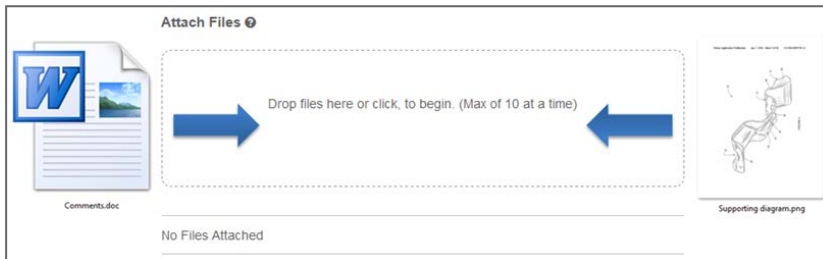 Attach Files ?
W
Drop files here or click, to begin. (Max of 10 at a time)
Comments.doc
Supporting diagram.png
No Files Attached